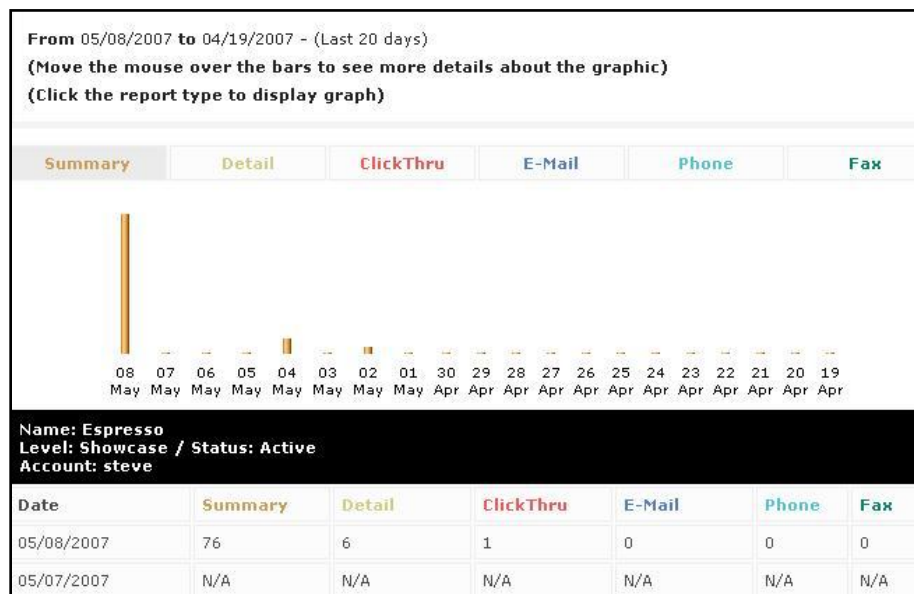 From 05/08/2007 to 04/19/2007 - (Last 20 days)
(Move the mouse over the bars to see more details about the graphic)
(Click the report type to display graph)
Summary Detail ClickThru E-Mail Phone Fax
08 07 06 05 04 03 02 01 30 29 28 27 26 25 24 23 22 21 20 19
May May May May May May May May Apr Apr Apr Apr Apr Apr Apr Apr Apr Apr Apr Apr
Name: Espresso
Level: Showcase / Status: Active
Account: steve
Date Summary Detail ClickThru E-Mail Phone Fax
05/08/2007 76 6 1 0 0 0
05/07/2007 N/A N/A N/A N/A N/A N/A